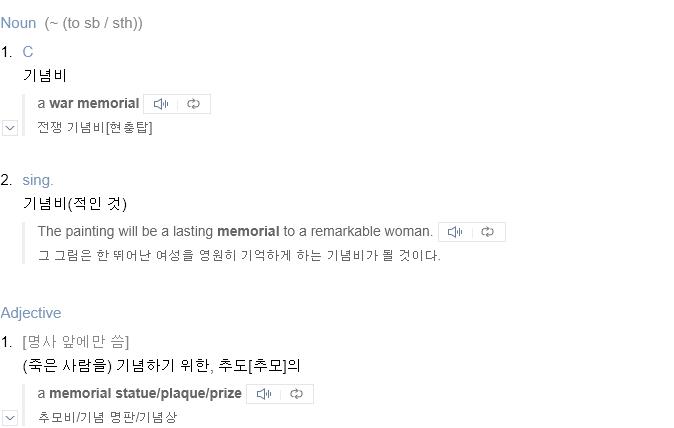 Noun (~ (to sb / sth))
1. C
기념비
a war memorial
전쟁 기념비[현충탑]
2. sing.
기념비(적인 것)
The painting will be a lasting memorial to a remarkable woman.
그 그림은 한 뛰어난 여성을 영원히 기억하게 하는 기념비가 될 것이다.
Adjective
1. [명사 앞에만 씀]
(죽은 사람을) 기념하기 위한, 추도[추모]의
a memorial statue/plaque/prize
추모비/기념 명판/기념상